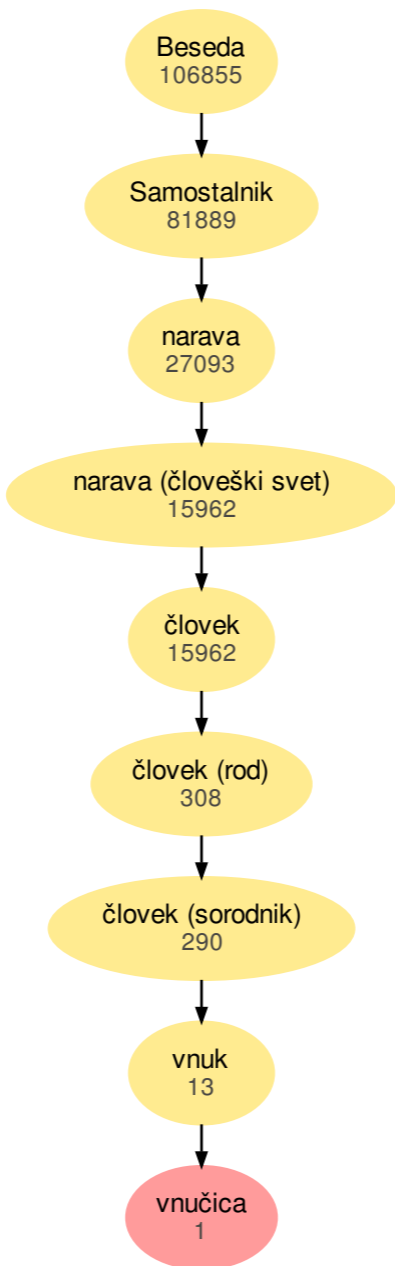 Beseda
106855
Samostalnik
81889
narava
27093
narava (človeški svet)
15962
človek
15962
človek (rod)
308
človek (sorodnik)
290
vnuk
13
vnučica
1